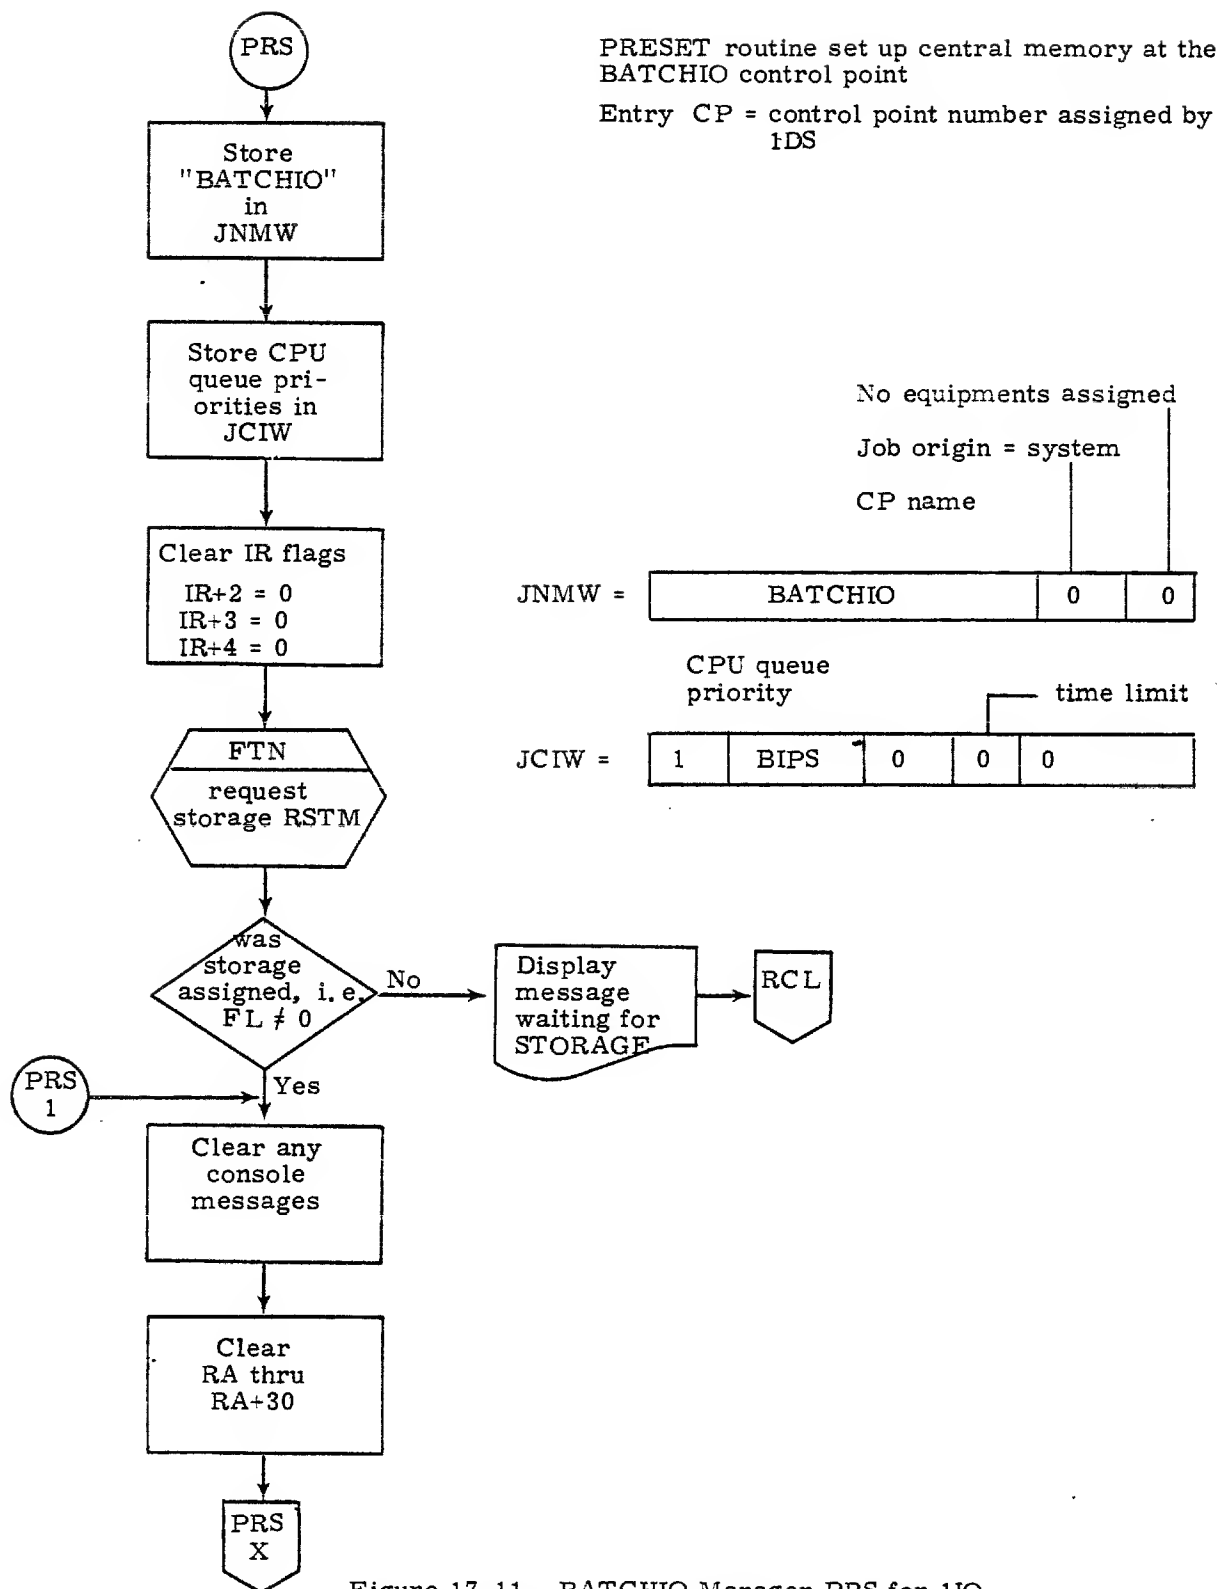 PRS
PRESET routine set up central memory at the
BATCHIO control point
Entry CP = control point number assigned by
1DS
Store
"BATCHIO"
in
JNMW
Store CPU
queue pri-
orities in
JCIW
No equipments assigned
Job origin = system
CP name
Clear IR flags
IR+2 = 0
IR+3 = 0
IR+4 = 0
JNMW = BATCHIO 0 0
CPU queue
priority
time limit
JCIW = 1 BIPS 0 0 0
FTN
request
storage RSTM
was
storage
assigned, i. e.
FL ≠ 0
No
Display
message
waiting for
STORAGE
RCL
Yes
PRS
1
Clear any
console
messages
Clear
RA thru
RA+30
PRS
X
Figure 17-11. BATCHIO Manager PRS for 1IO